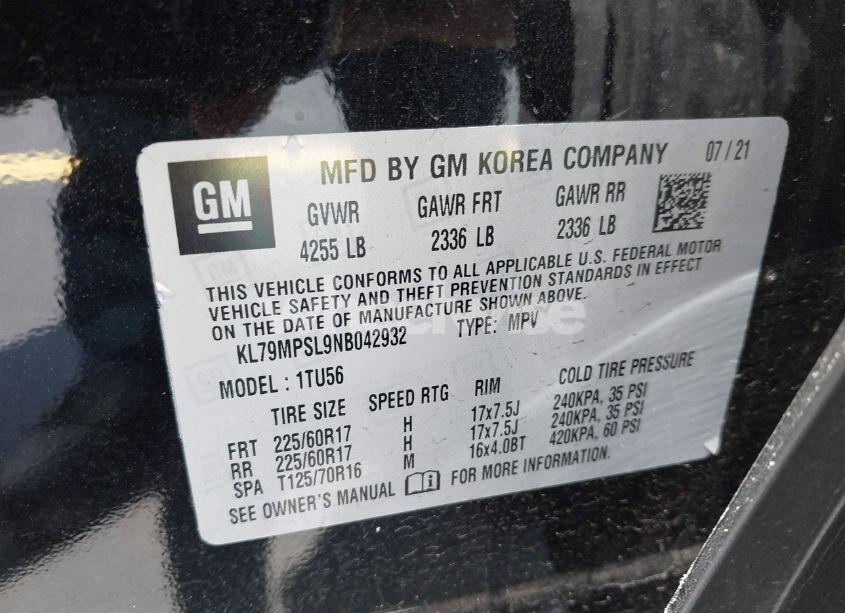 GM
MFD BY GM KOREA COMPANY 07/21
GVWR GAWR FRT GAWR RR
4255 LB 2336 LB 2336 LB
THIS VEHICLE CONFORMS TO ALL APPLICABLE U.S. FEDERAL MOTOR
VEHICLE SAFETY AND THEFT PREVENTION STANDARDS IN EFFECT
ON THE DATE OF MANUFACTURE SHOWN ABOVE.
KL79MPSL9NB042932 TYPE: MPV
MODEL: 1TU56
TIRE SIZE SPEED RTG RIM COLD TIRE PRESSURE
FRT 225/60R17 H 17x7.5J 240KPA, 35 PSI
RR 225/60R17 H 17x7.5J 240KPA, 35 PSI
SPA T125/70R16 M 16x4.0BT 420KPA, 60 PSI
SEE OWNER'S MANUAL FOR MORE INFORMATION.